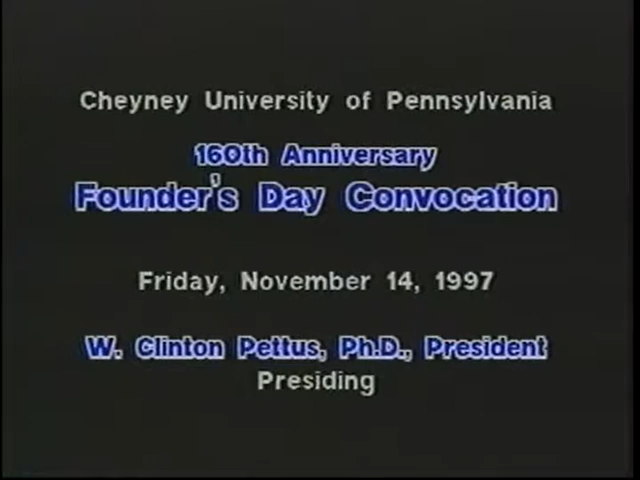 Cheyney University of Pennsylvania
160th Anniversary
Founder's Day Convocation
Friday, November 14, 1997
W. Clinton Pettus, Ph.D., President
Presiding